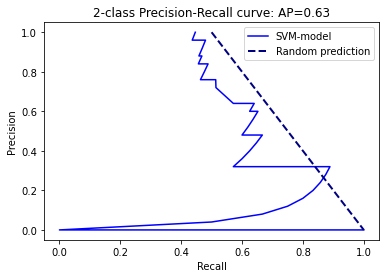 2-class Precision-Recall curve: AP=0.63
SVM-model
Random prediction
Precision
1.0
0.8
0.6
0.4
0.2
0.0
0.0 0.2 0.4 0.6 0.8 1.0
Recall